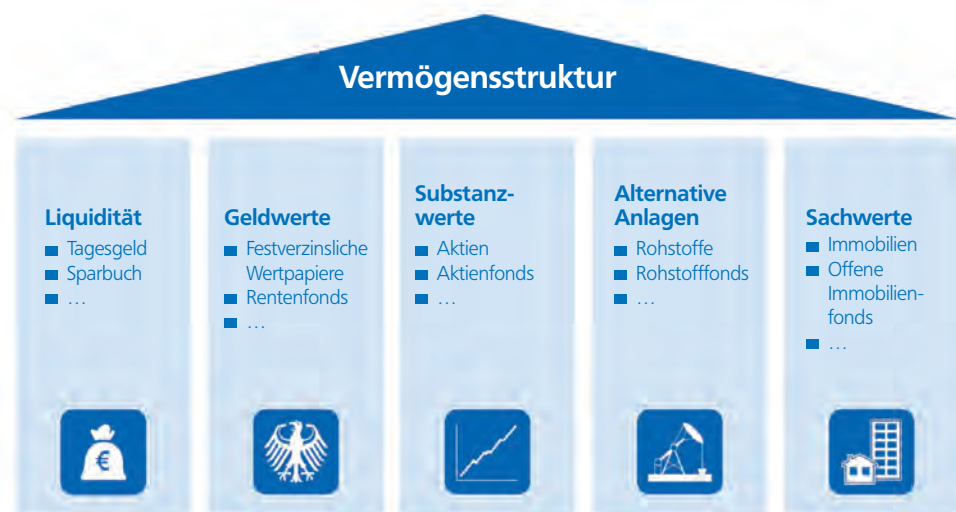 Vermögensstruktur
Liquidität
■ Tagesgeld
■ Sparbuch
■ …
Geldwerte
■ Festverzinsliche
Wertpapiere
■ Rentenfonds
■ …
Substanz-
werte
■ Aktien
■ Aktienfonds
■ …
Alternative
Anlagen
■ Rohstoffe
■ Rohstofffonds
■ …
Sachwerte
■ Immobilien
■ Offene
Immobilien-
fonds
■ …
€